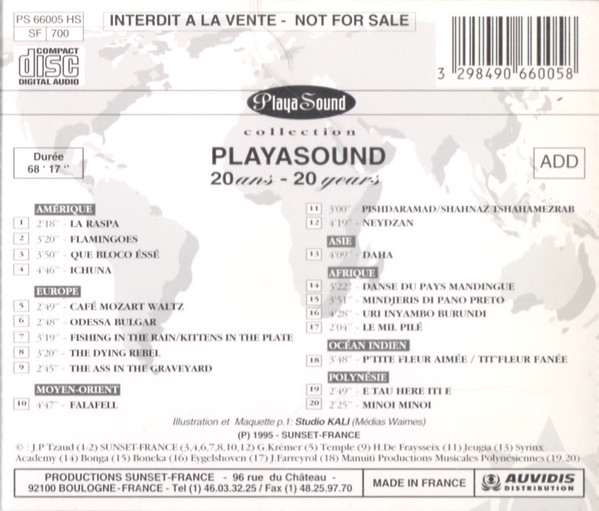 PS 66005 HS
SF 700
INTERDIT A LA VENTE - NOT FOR SALE
COMPACT
disc
DIGITAL AUDIO
3 298490 660058
PlayaSound
collection
PLAYASOUND
20 ans - 20 years
Durée
68 ' 17 ''
ADD
AMÉRIQUE
1 2'18" - LA RASPA
2 3'20" - FLAMINGOES
3 3'50" - QUE BLOCO ÉSSÉ
4 4'46" - ICHUNA
EUROPE
5 2'49" - CAFÉ MOZART WALTZ
6 2'48" - ODESSA BULGAR
7 3'19" - FISHING IN THE RAIN/KITTENS IN THE PLATE
8 3'20" - THE DYING REBEL
9 2'45" - THE ASS IN THE GRAVEYARD
MOYEN-ORIENT
10 4'47" - FALAFELL
11 3'00" - PISHDARAMAD/SHAHNAZ TSHAHAMEZRAB
12 4'19" - NEYDZAN
ASIE
13 4'09" - DAHA
AFRIQUE
14 3'22" - DANSE DU PAYS MANDINGUE
15 3'51" - MINDJERIS DI PANO PRETO
16 4'28" - URI INYAMBO BURUNDI
17 2'04" - LE MIL PILÉ
OCÉAN INDIEN
18 3'48" - P'TITE FLEUR AIMÉE / TIT'FLEUR FANÉE
POLYNÉSIE
19 2'49" - E TAU HERE ITI E
20 2'25" - MINOI MINOI
Illustration et Maquette p.1: Studio KALI (Médias Waimes)
(P) 1995 - SUNSET-FRANCE
© : J.P Tzaud (1-2) SUNSET-FRANCE (3,4,6,7,8,10,12) G.Krémer (5) Temple (9) H.De Fraysseix (11) Jeugia (13) Syrinx
Academy (14) Bonga (15) Boneka (16) Eygelshoven (17) J.Farreyrol (18) Manuiti Productions Musicales Polynésiennes (19,20)
PRODUCTIONS SUNSET-FRANCE - 96 rue du Château -
92100 BOULOGNE-FRANCE - Tel (1) 46.03.32.25 / Fax (1) 48.25.97.70
MADE IN FRANCE
AUVIDIS
DISTRIBUTION